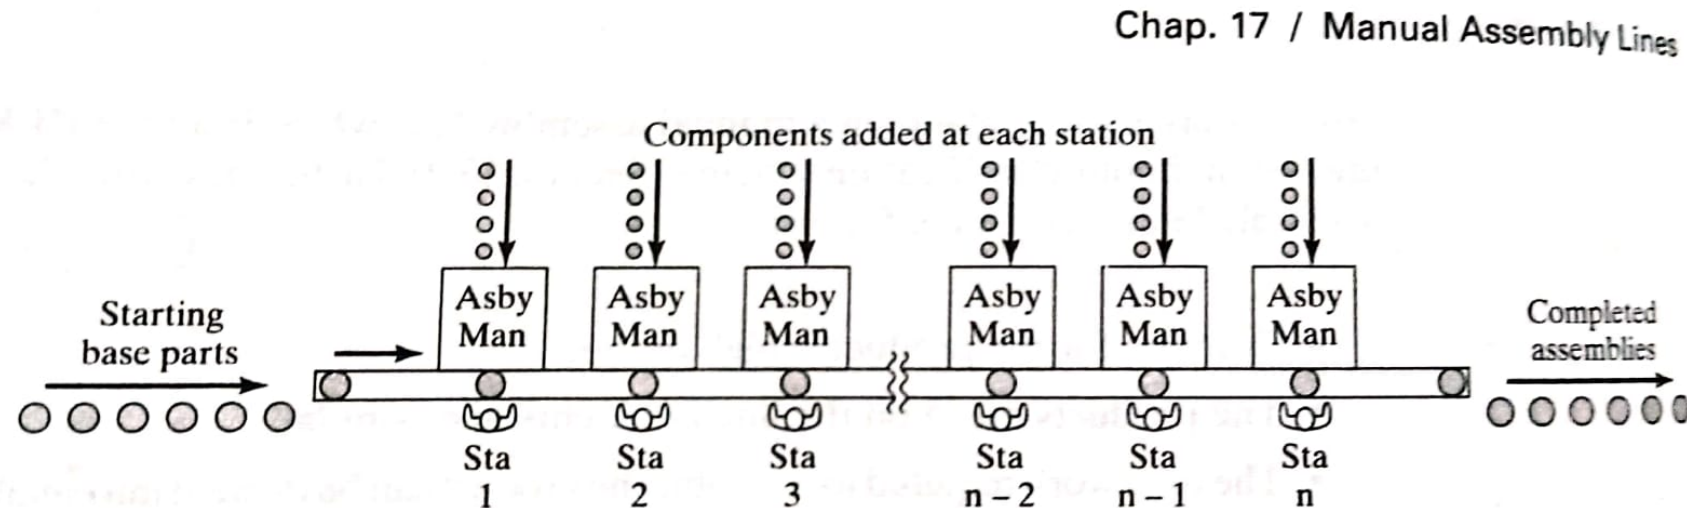 Chap. 17 / Manual Assembly Lines
Components added at each station
Starting
base parts
Asby
Man
Asby
Man
Asby
Man
Asby
Man
Asby
Man
Asby
Man
Completed
assemblies
Sta
1
Sta
2
Sta
3
Sta
n – 2
Sta
n – 1
Sta
n